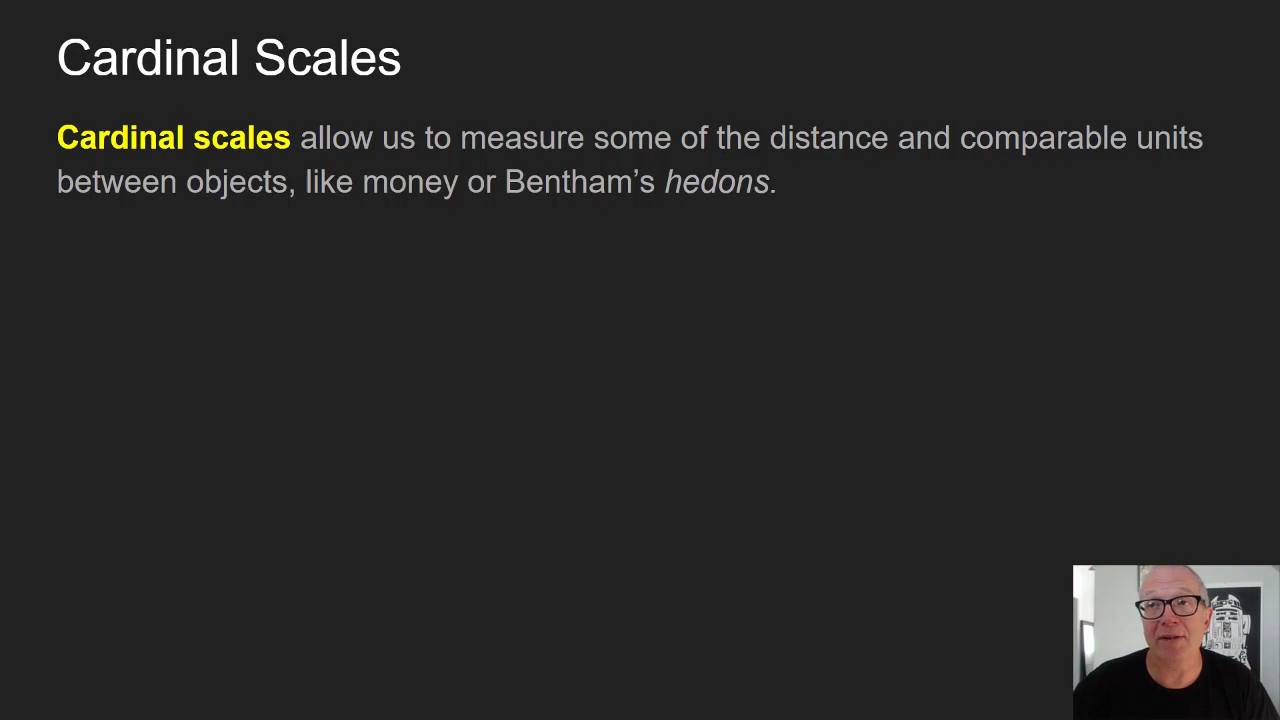 Cardinal Scales
Cardinal scales allow us to measure some of the distance and comparable units
between objects, like money or Bentham’s hedons.